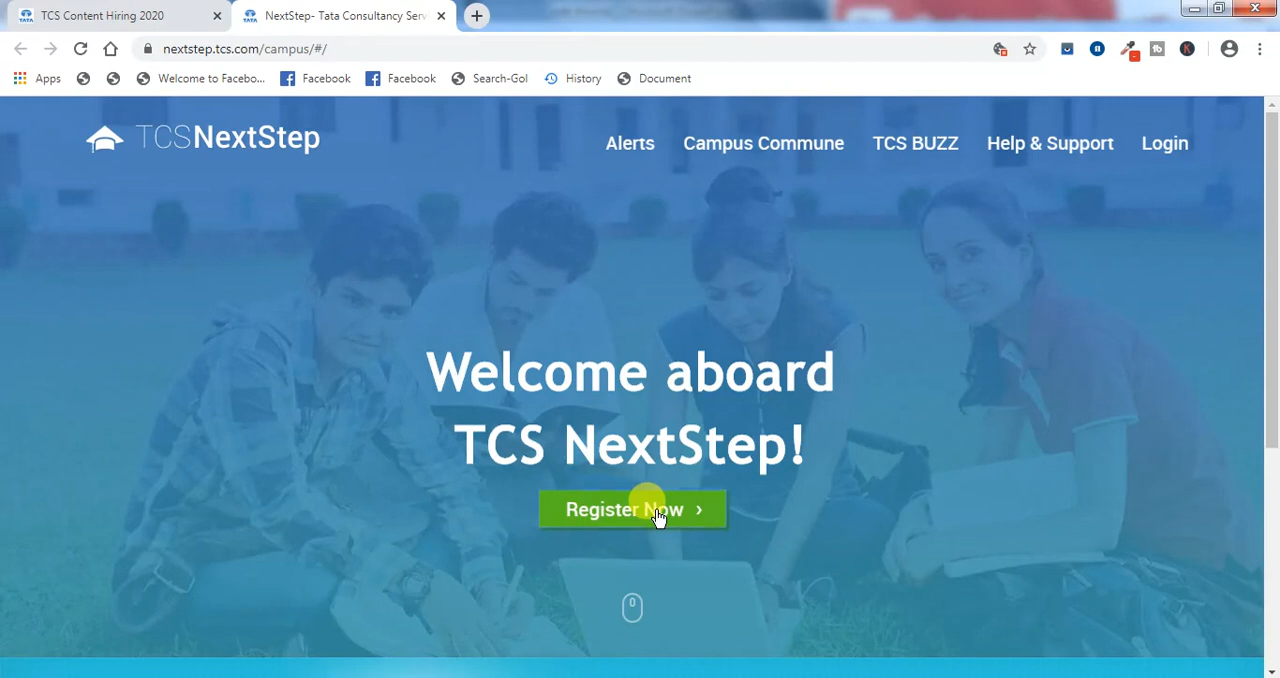 TCS Content Hiring 2020
NextStep- Tata Consultancy Serv
nextstep.tcs.com/campus/#/
Apps Welcome to Facebo... Facebook Facebook Search-Gol History Document
TCSNextStep
Alerts Campus Commune TCS BUZZ Help & Support Login
Welcome aboard
TCS NextStep!
Register Now ›